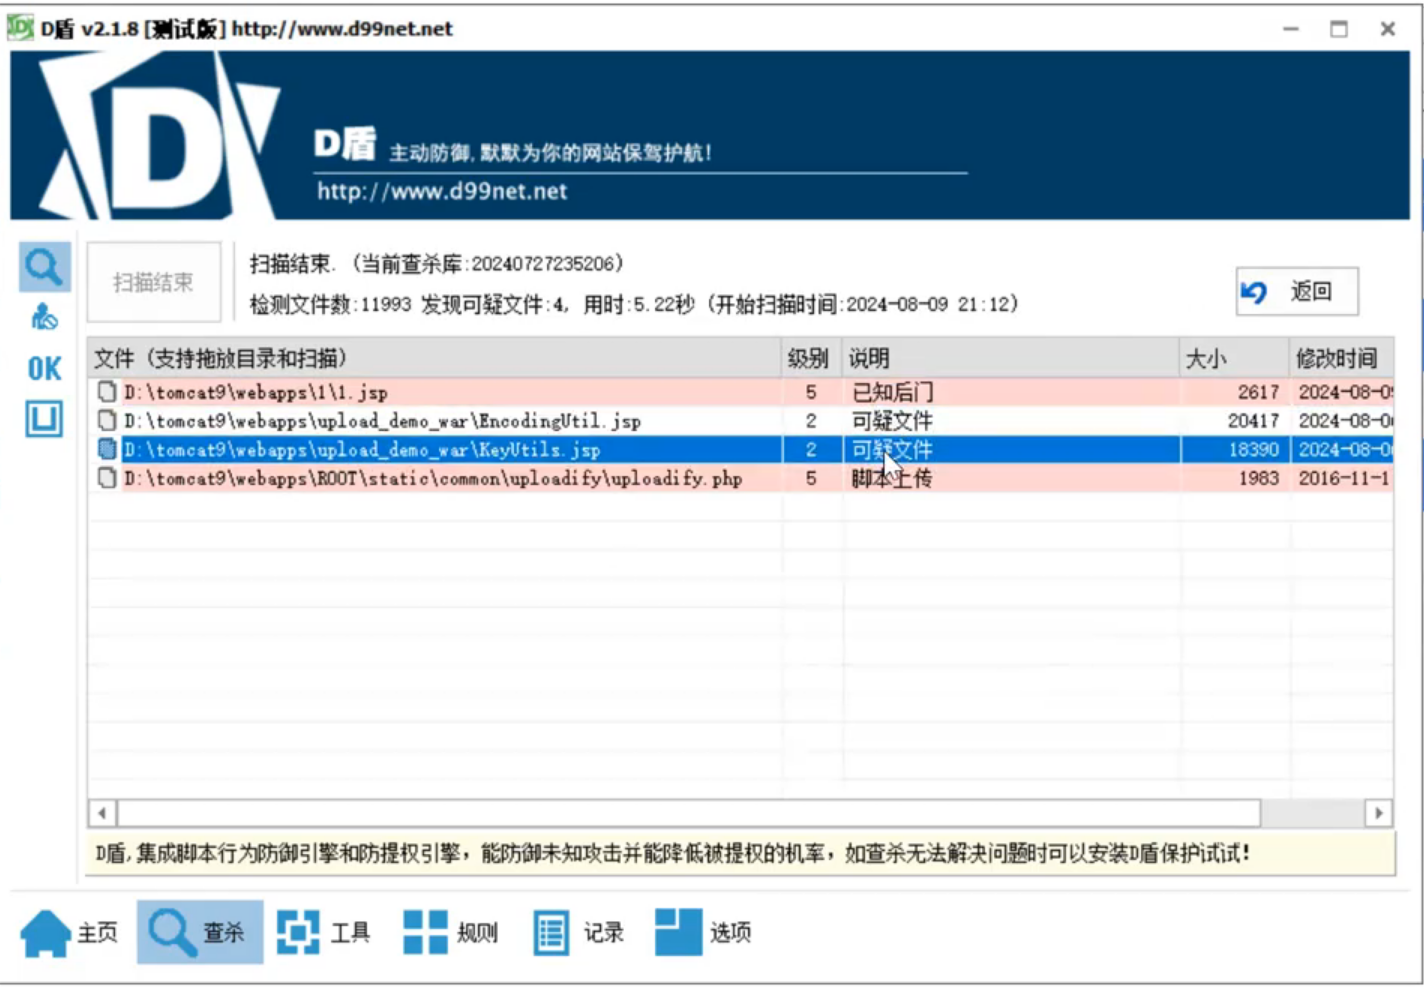 D盾 v2.1.8 [测试版] http://www.d99net.net
D盾 主动防御,默默为你的网站保驾护航!
http://www.d99net.net
扫描结束
扫描结束. (当前查杀库:20240727235206)
检测文件数:11993 发现可疑文件:4, 用时:5.22秒 (开始扫描时间:2024-08-09 21:12)
返回
OK
文件 (支持拖放目录和扫描) 级别 说明 大小 修改时间
D:\tomcat9\webapps\1\1.jsp 5 已知后门 2617 2024-08-0
D:\tomcat9\webapps\upload_demo_war\EncodingUtil.jsp 2 可疑文件 20417 2024-08-0
D:\tomcat9\webapps\upload_demo_war\KeyUtils.jsp 2 可疑文件 18390 2024-08-0
D:\tomcat9\webapps\ROOT\static\common\uploadify\uploadify.php 5 脚本上传 1983 2016-11-1
D盾,集成脚本行为防御引擎和防提权引擎，能防御未知攻击并能降低被提权的机率，如查杀无法解决问题时可以安装D盾保护试试!
主页 查杀 工具 规则 记录 选项